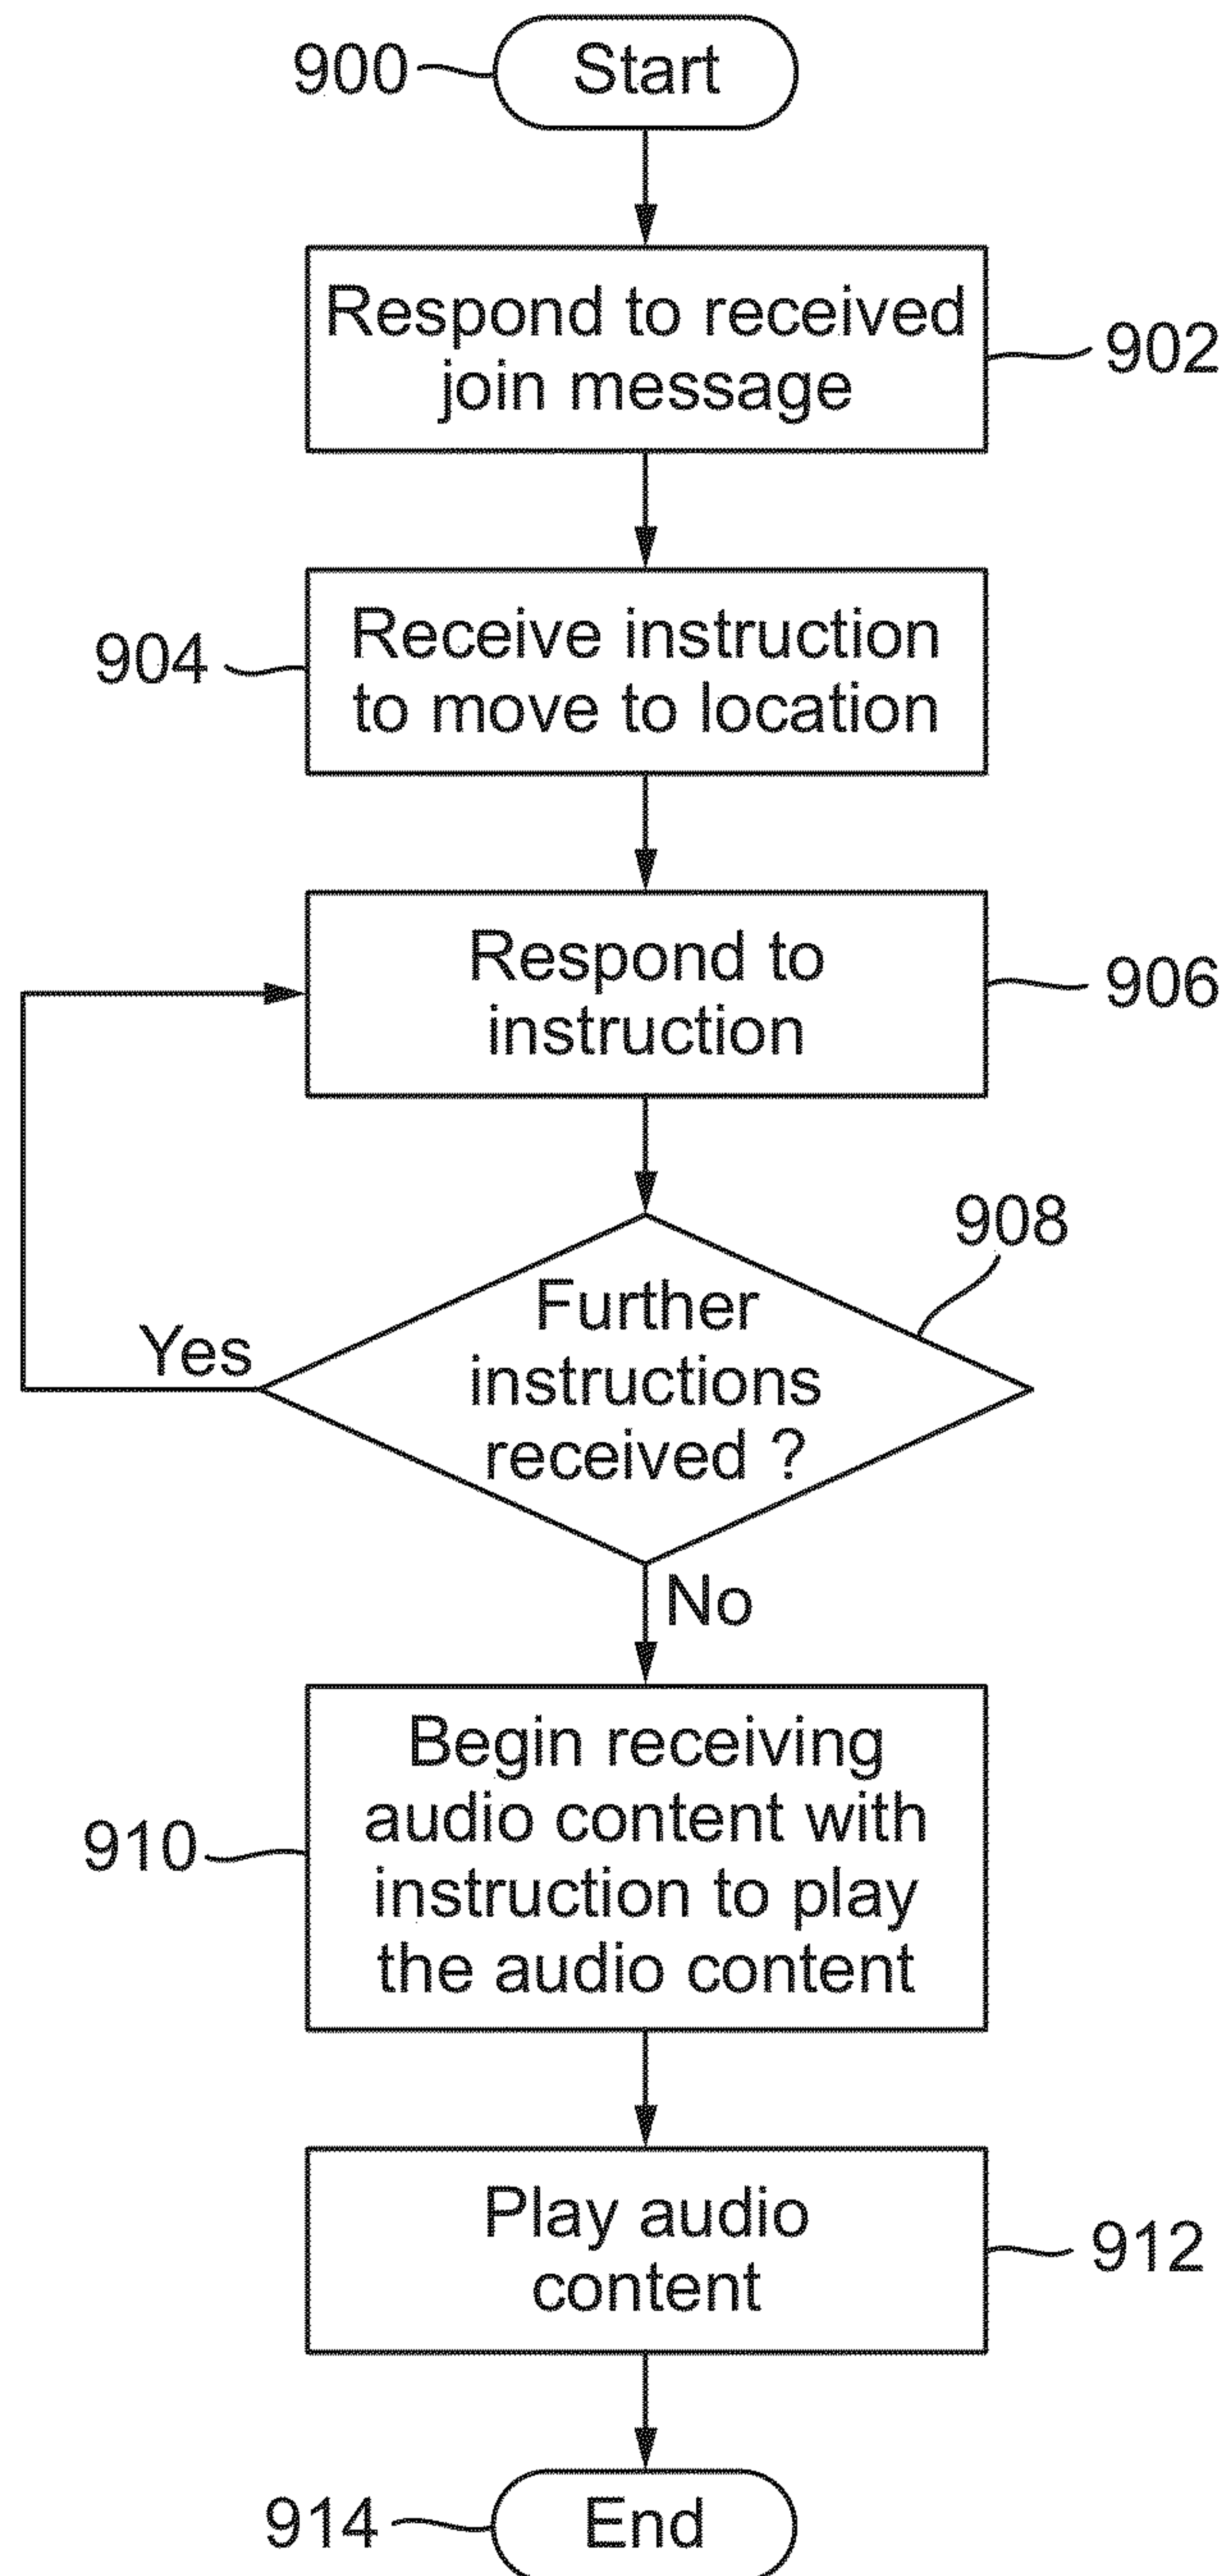 900
Start
Respond to received
join message
902
904
Receive instruction
to move to location
Respond to
instruction
906
908
Further
instructions
received ?
Yes
No
910
Begin receiving
audio content with
instruction to play
the audio content
Play audio
content
912
914
End